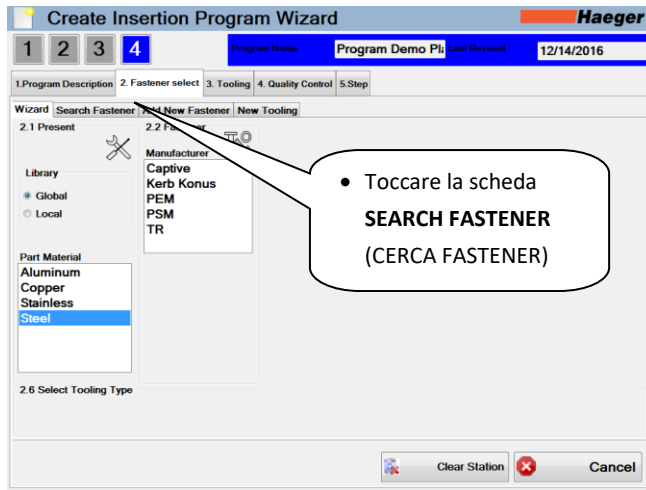 Create Insertion Program Wizard
Haeger
1 2 3 4
Program Name
Program Demo Pl
Last Revised
12/14/2016
1.Program Description 2. Fastener select 3. Tooling 4. Quality Control 5.Step
Wizard Search Fastener Add New Fastener New Tooling
2.1 Present
2.2 Fastener
Library
Global
Local
Manufacturer
Captive
Kerb Konus
PEM
PSM
TR
Part Material
Aluminum
Copper
Stainless
Steel
2.6 Select Tooling Type
• Toccare la scheda
SEARCH FASTENER
(CERCA FASTENER)
Clear Station
Cancel